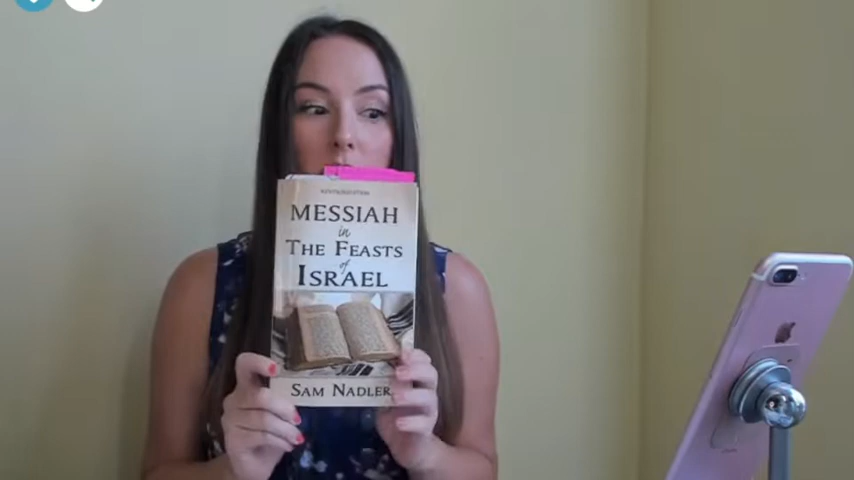 MESSIAH
in
THE FEASTS
of
ISRAEL
SAM NADLER